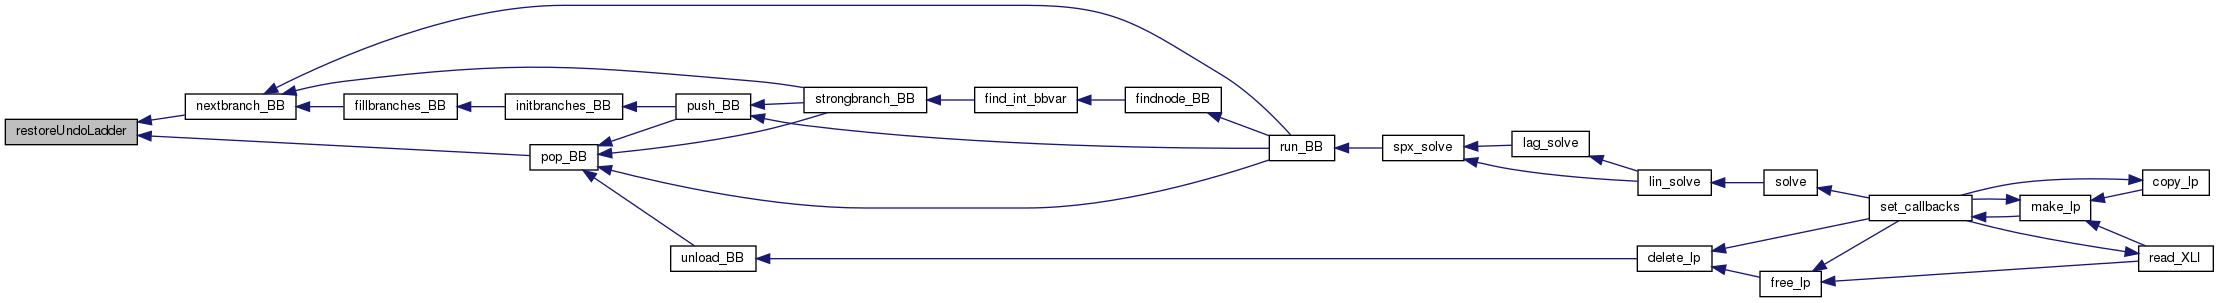 restoreUndoLadder
nextbranch_BB
fillbranches_BB
initbranches_BB
push_BB
strongbranch_BB
find_int_bbvar
findnode_BB
pop_BB
run_BB
spx_solve
lag_solve
lin_solve
solve
set_callbacks
make_lp
copy_lp
read_XLI
unload_BB
delete_lp
free_lp